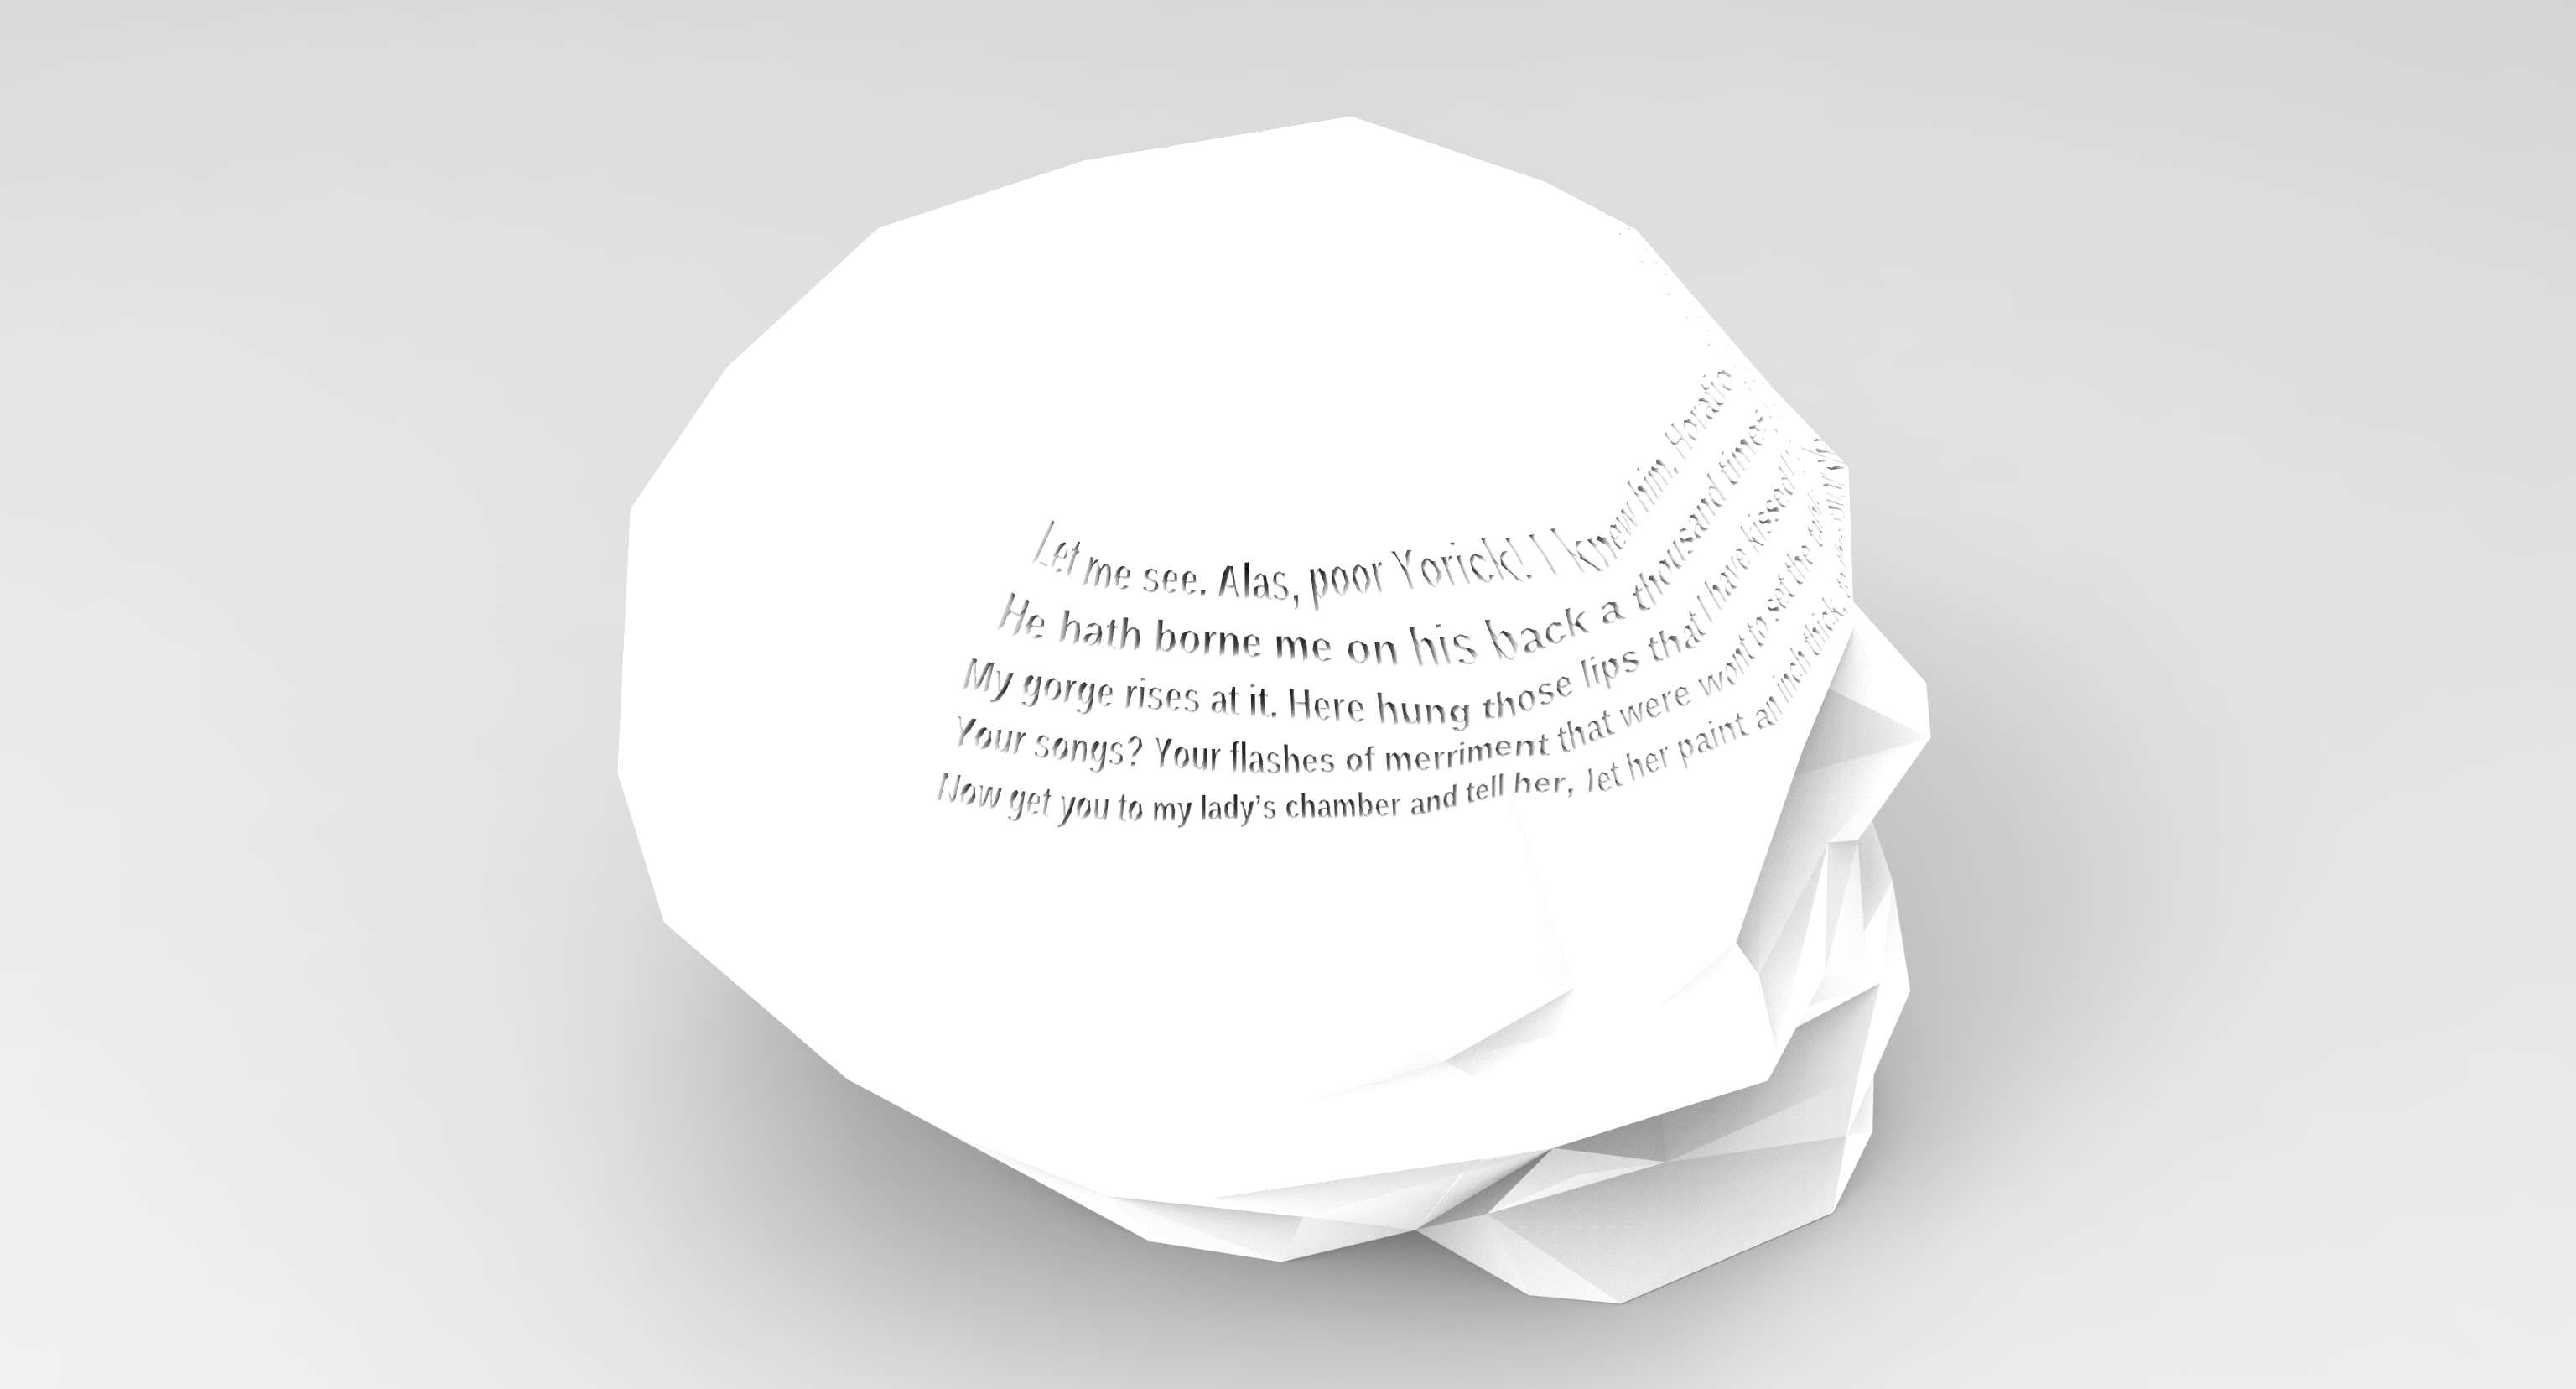 Let me see. Alas, poor Yorick! I knew him, Horatio
He hath borne me on his back a thousand times
My gorge rises at it. Here hung those lips that I have kissed
Your songs? Your flashes of merriment that were wont to set the
Now get you to my lady's chamber and tell her, let her paint an inch thick,